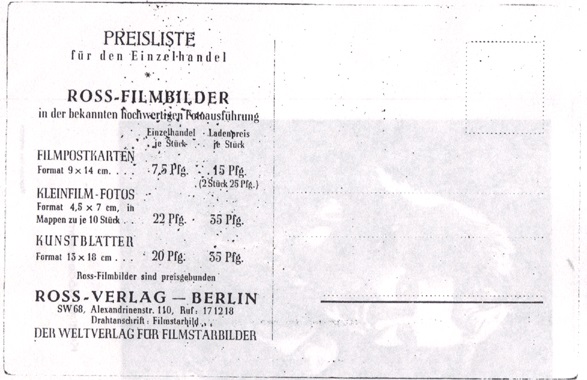 PREISLISTE
für den Einzelhandel
*
ROSS-FILMBILDER
in der bekannten hochwertigen Fotoausführung
Einzelhandel Ladenpreis
je Stück je Stück
FILMPOSTKARTEN
Format 9 × 14 cm. . . . 7,5 Pfg. 15 Pfg.
(2 Stück 25 Pfg.)
KLEINFILM-FOTOS
Format 4,5 × 7 cm, in
Mappen zu je 10 Stück . . 22 Pfg. 35 Pfg.
KUNSTBLÄTTER
Format 13 × 18 cm . . . 20 Pfg. 35 Pfg.
Ross-Filmbilder sind preisgebunden
ROSS-VERLAG — BERLIN
SW 68, Alexandrinenstr. 110, Ruf: 171218
Drahtanschrift: Filmstarbild
DER WELTVERLAG FÜR FILMSTARBILDER